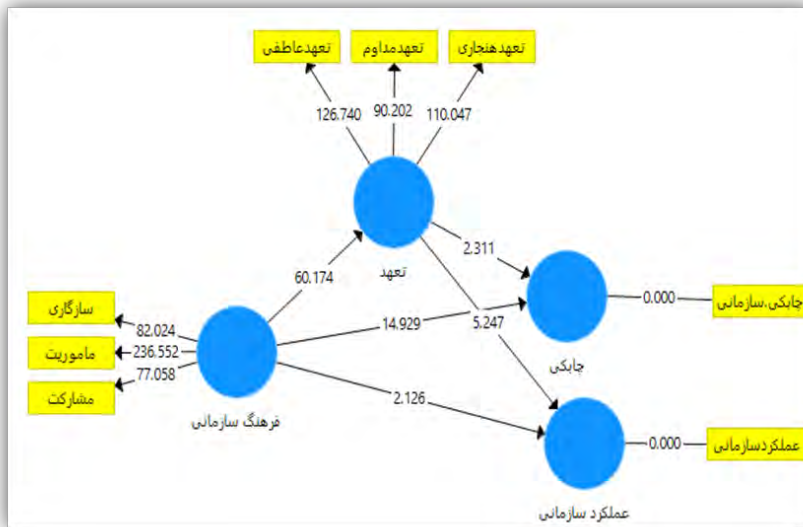 تعهدعاطفی
تعهدمداوم
تعهدهنجاری
126.740
90.202
110.047
تعهد
2.311
60.174
چابکی.سازمانی
0.000
چابکی
14.929
5.247
سازگاری
82.024
ماموریت
236.552
مشارکت
77.058
فرهنگ سازمانی
2.126
0.000
عملکردسازمانی
عملکرد سازمانی